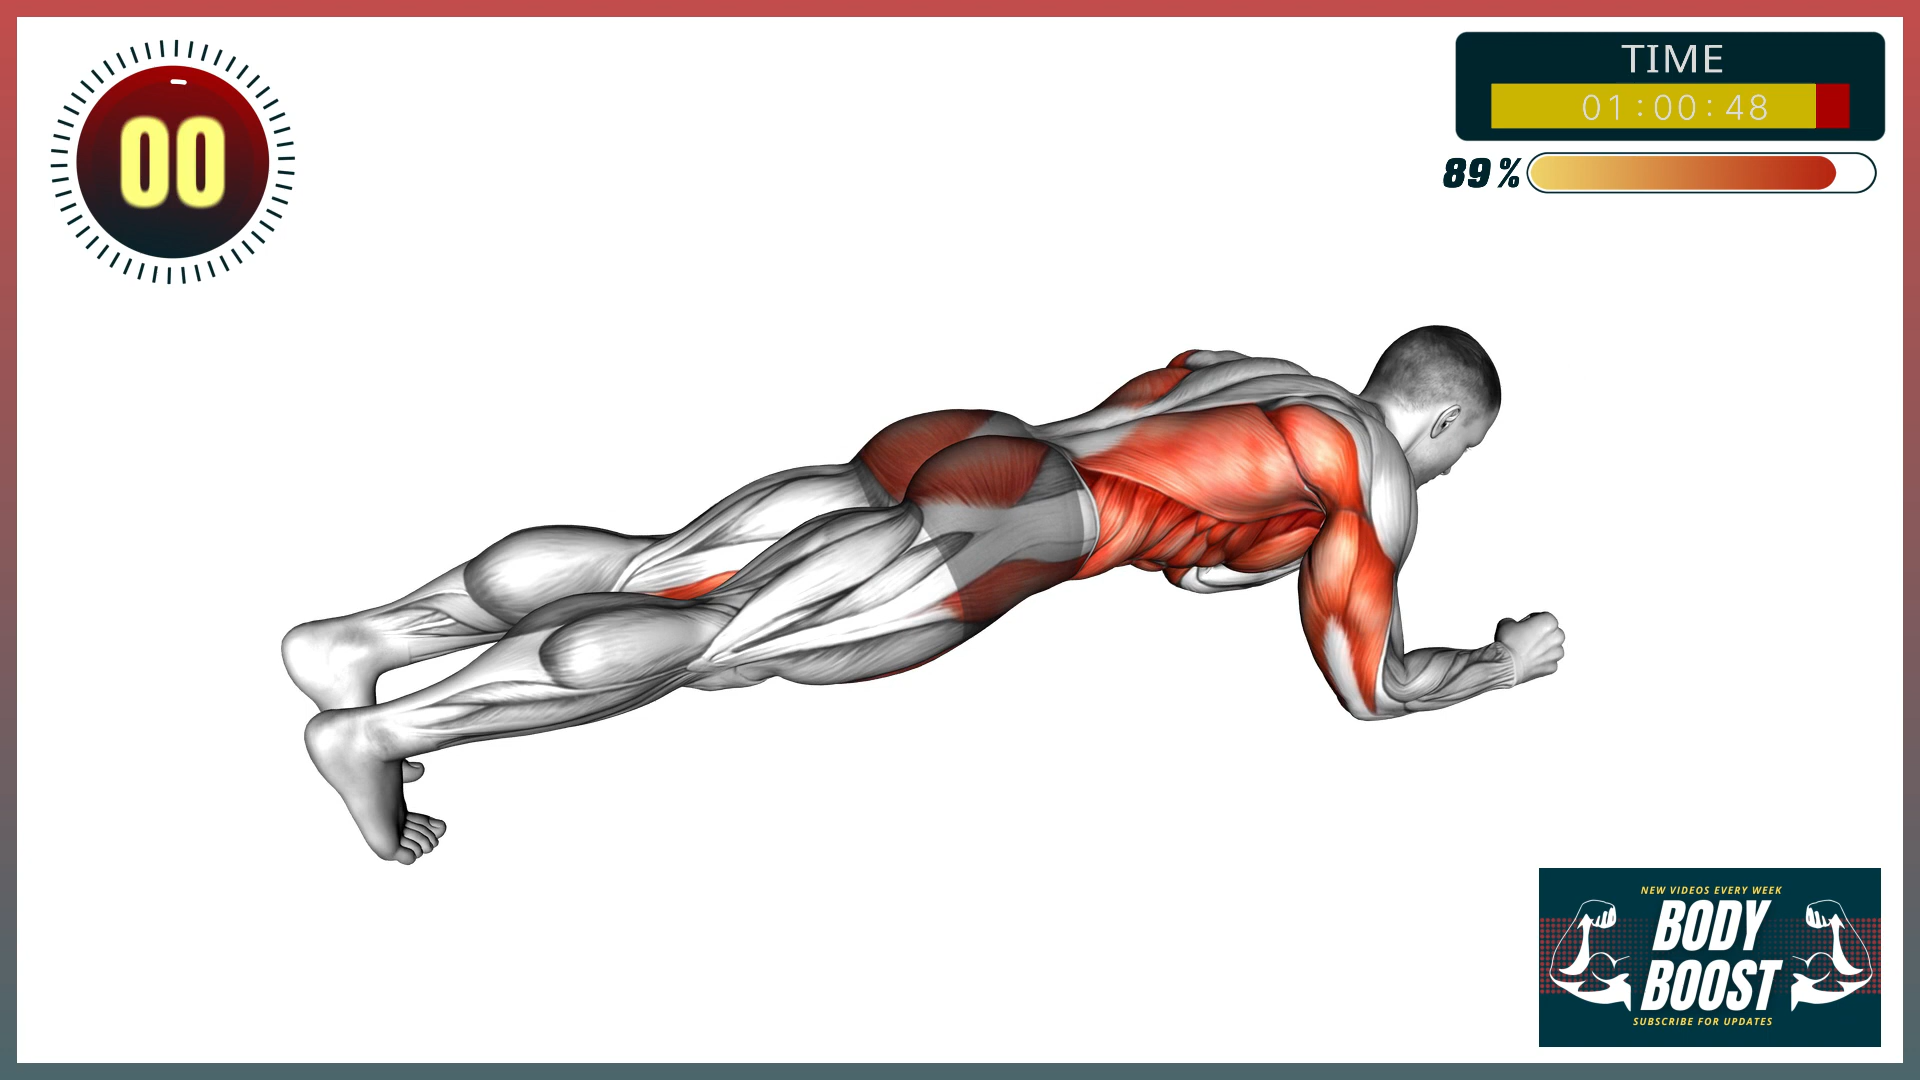 00
TIME
01:00:48
89%
NEW VIDEOS EVERY WEEK
BODY
BOOST
SUBSCRIBE FOR UPDATES